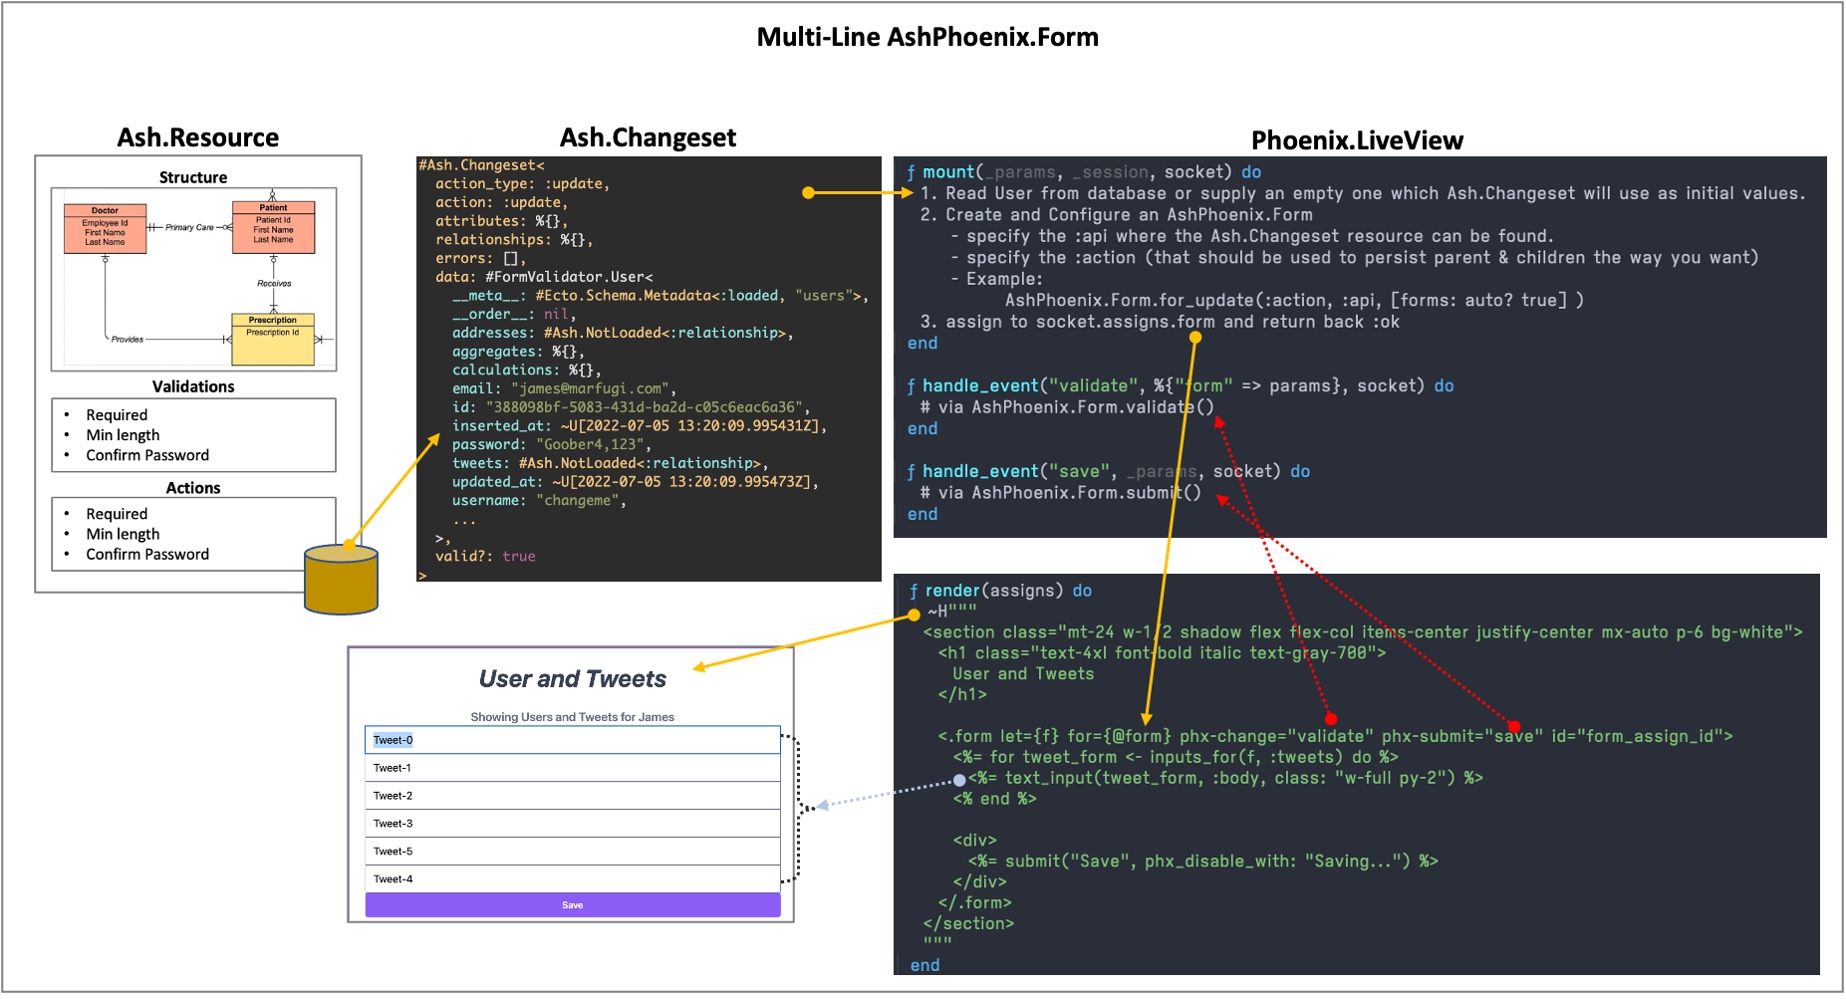 Multi-Line AshPhoenix.Form
Ash.Resource
Structure
Doctor
Employee Id
First Name
Last Name
Primary Care
Patient
Patient Id
First Name
Last Name
Receives
Prescription
Prescription Id
Provides
Validations
• Required
• Min length
• Confirm Password
Actions
• Required
• Min length
• Confirm Password
Ash.Changeset
#Ash.Changeset<
action_type: :update,
action: :update,
attributes: %{},
relationships: %{},
errors: [],
data: #FormValidator.User<
__meta__: #Ecto.Schema.Metadata<:loaded, "users">,
__order__: nil,
addresses: #Ash.NotLoaded<:relationship>,
aggregates: %{},
calculations: %{},
email: "james@marfugi.com",
id: "388098bf-5083-431d-ba2d-c05c6eac6a36",
inserted_at: ~U[2022-07-05 13:20:09.995431Z],
password: "Goober4,123",
tweets: #Ash.NotLoaded<:relationship>,
updated_at: ~U[2022-07-05 13:20:09.995473Z],
username: "changeme",
...
>,
valid?: true
>
Phoenix.LiveView
ƒ mount(_params, _session, socket) do
1. Read User from database or supply an empty one which Ash.Changeset will use as initial values.
2. Create and Configure an AshPhoenix.Form
- specify the :api where the Ash.Changeset resource can be found.
- specify the :action (that should be used to persist parent & children the way you want)
- Example:
AshPhoenix.Form.for_update(:action, :api, [forms: auto? true] )
3. assign to socket.assigns.form and return back :ok
end
ƒ handle_event("validate", %{"form" => params}, socket) do
# via AshPhoenix.Form.validate()
end
ƒ handle_event("save", _params, socket) do
# via AshPhoenix.Form.submit()
end
ƒ render(assigns) do
~H"""
<section class="mt-24 w-1/2 shadow flex flex-col items-center justify-center mx-auto p-6 bg-white">
<h1 class="text-4xl font-bold italic text-gray-700">
User and Tweets
</h1>
<.form let={f} for={@form} phx-change="validate" phx-submit="save" id="form_assign_id">
<%= for tweet_form <- inputs_for(f, :tweets) do %>
<%= text_input(tweet_form, :body, class: "w-full py-2") %>
<% end %>
<div>
<%= submit("Save", phx_disable_with: "Saving...") %>
</div>
</.form>
</section>
"""
end
User and Tweets
Showing Users and Tweets for James
Tweet-0
Tweet-1
Tweet-2
Tweet-3
Tweet-5
Tweet-4
Save